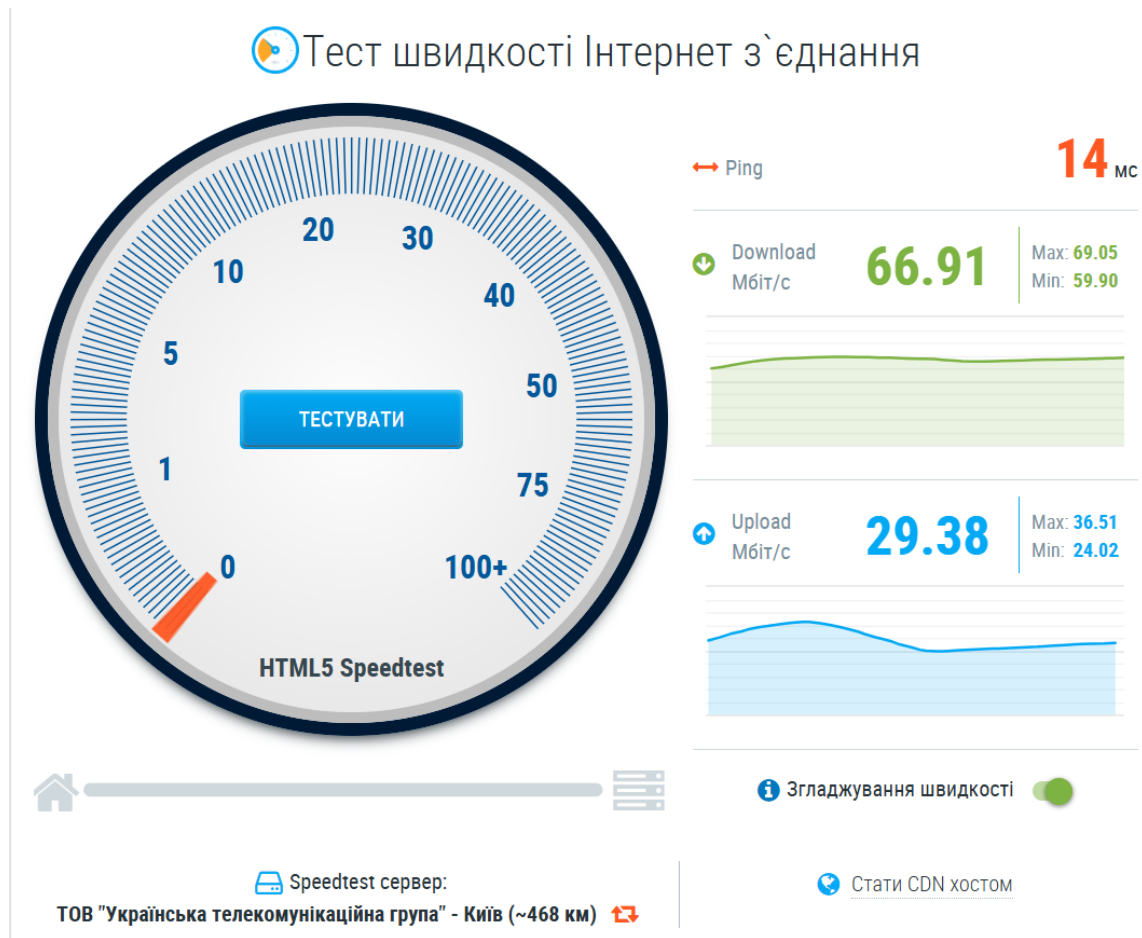 Тест швидкості Інтернет з`єднання
Ping
14 мс
Download
Мбіт/с
66.91
Max: 69.05
Min: 59.90
20
30
10
40
5
50
ТЕСТУВАТИ
1
75
0
100+
HTML5 Speedtest
Upload
Мбіт/с
29.38
Max: 36.51
Min: 24.02
Згладжування швидкості
Speedtest сервер:
ТОВ "Українська телекомунікаційна група" - Київ (~468 км)
Стати CDN хостом